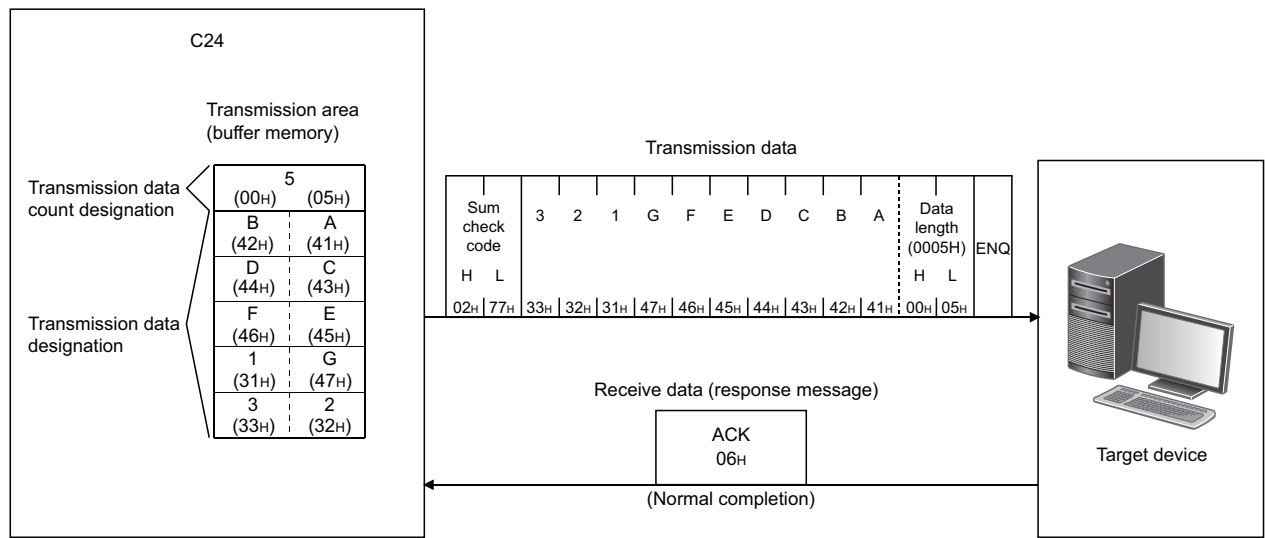 C24
Transmission area
(buffer memory)
Transmission data
count designation
5
(00H) (05H)
Transmission data
designation
B A
(42H) (41H)
D C
(44H) (43H)
F E
(46H) (45H)
1 G
(31H) (47H)
3 2
(33H) (32H)
Transmission data
Sum
check
code
H L
3 2 1 G F E D C B A
Data
length
(0005H)
H L
ENQ
02H 77H 33H 32H 31H 47H 46H 45H 44H 43H 42H 41H 00H 05H
Receive data (response message)
ACK
06H
(Normal completion)
Target device